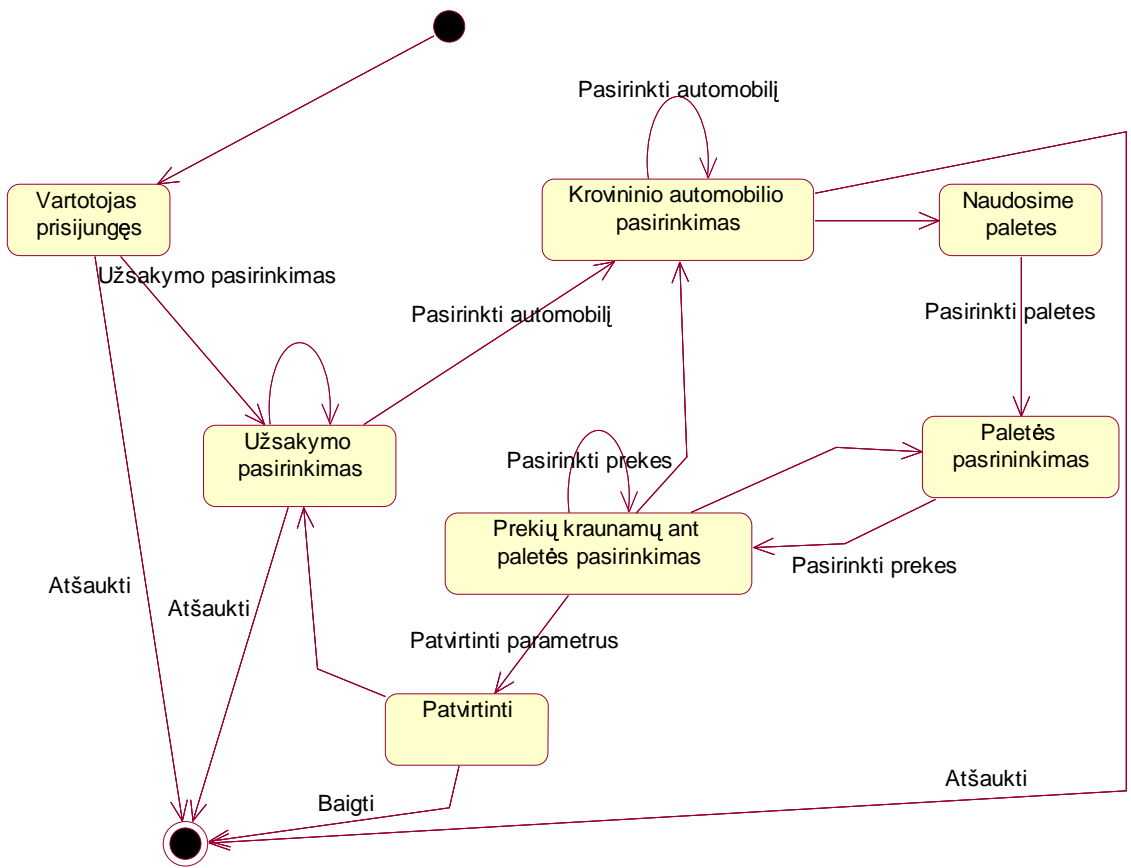 Pasirinkti automobilį
Vartotojas
prisijungęs
Krovininio automobilio
pasirinkimas
Naudosime
paletes
Užsakymo pasirinkimas
Pasirinkti automobilį
Pasirinkti paletes
Užsakymo
pasirinkimas
Pasirinkti prekes
Paletės
pasrininkimas
Prekių kraunamų ant
paletės pasirinkimas
Pasirinkti prekes
Atšaukti
Atšaukti
Patvirtinti parametrus
Patvirtinti
Atšaukti
Baigti